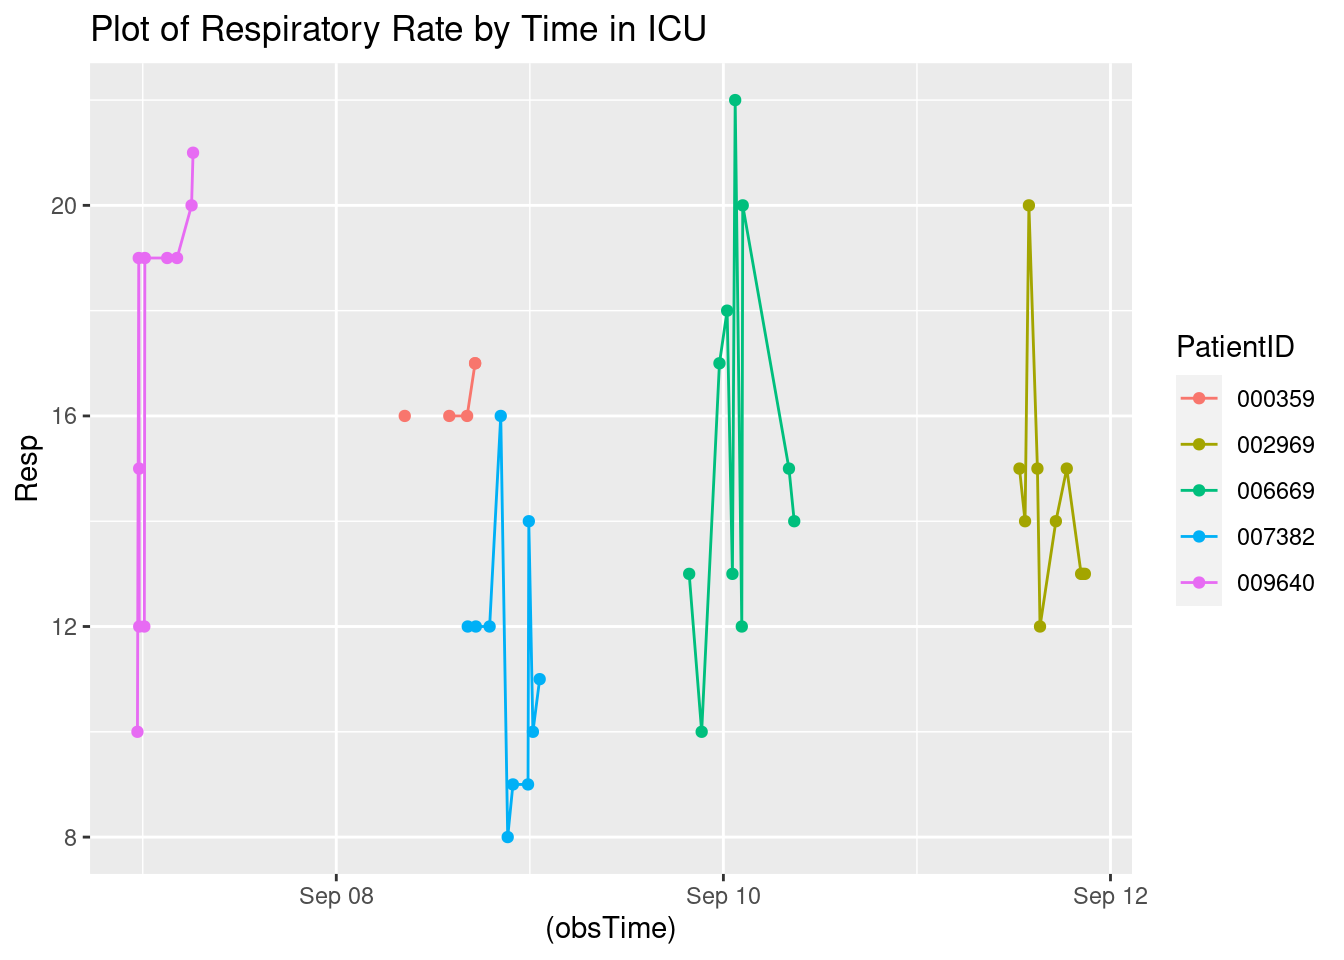 Plot of Respiratory Rate by Time in ICU
Resp
20
16
12
8
Sep 08
Sep 10
Sep 12
(obsTime)
PatientID
000359
002969
006669
007382
009640